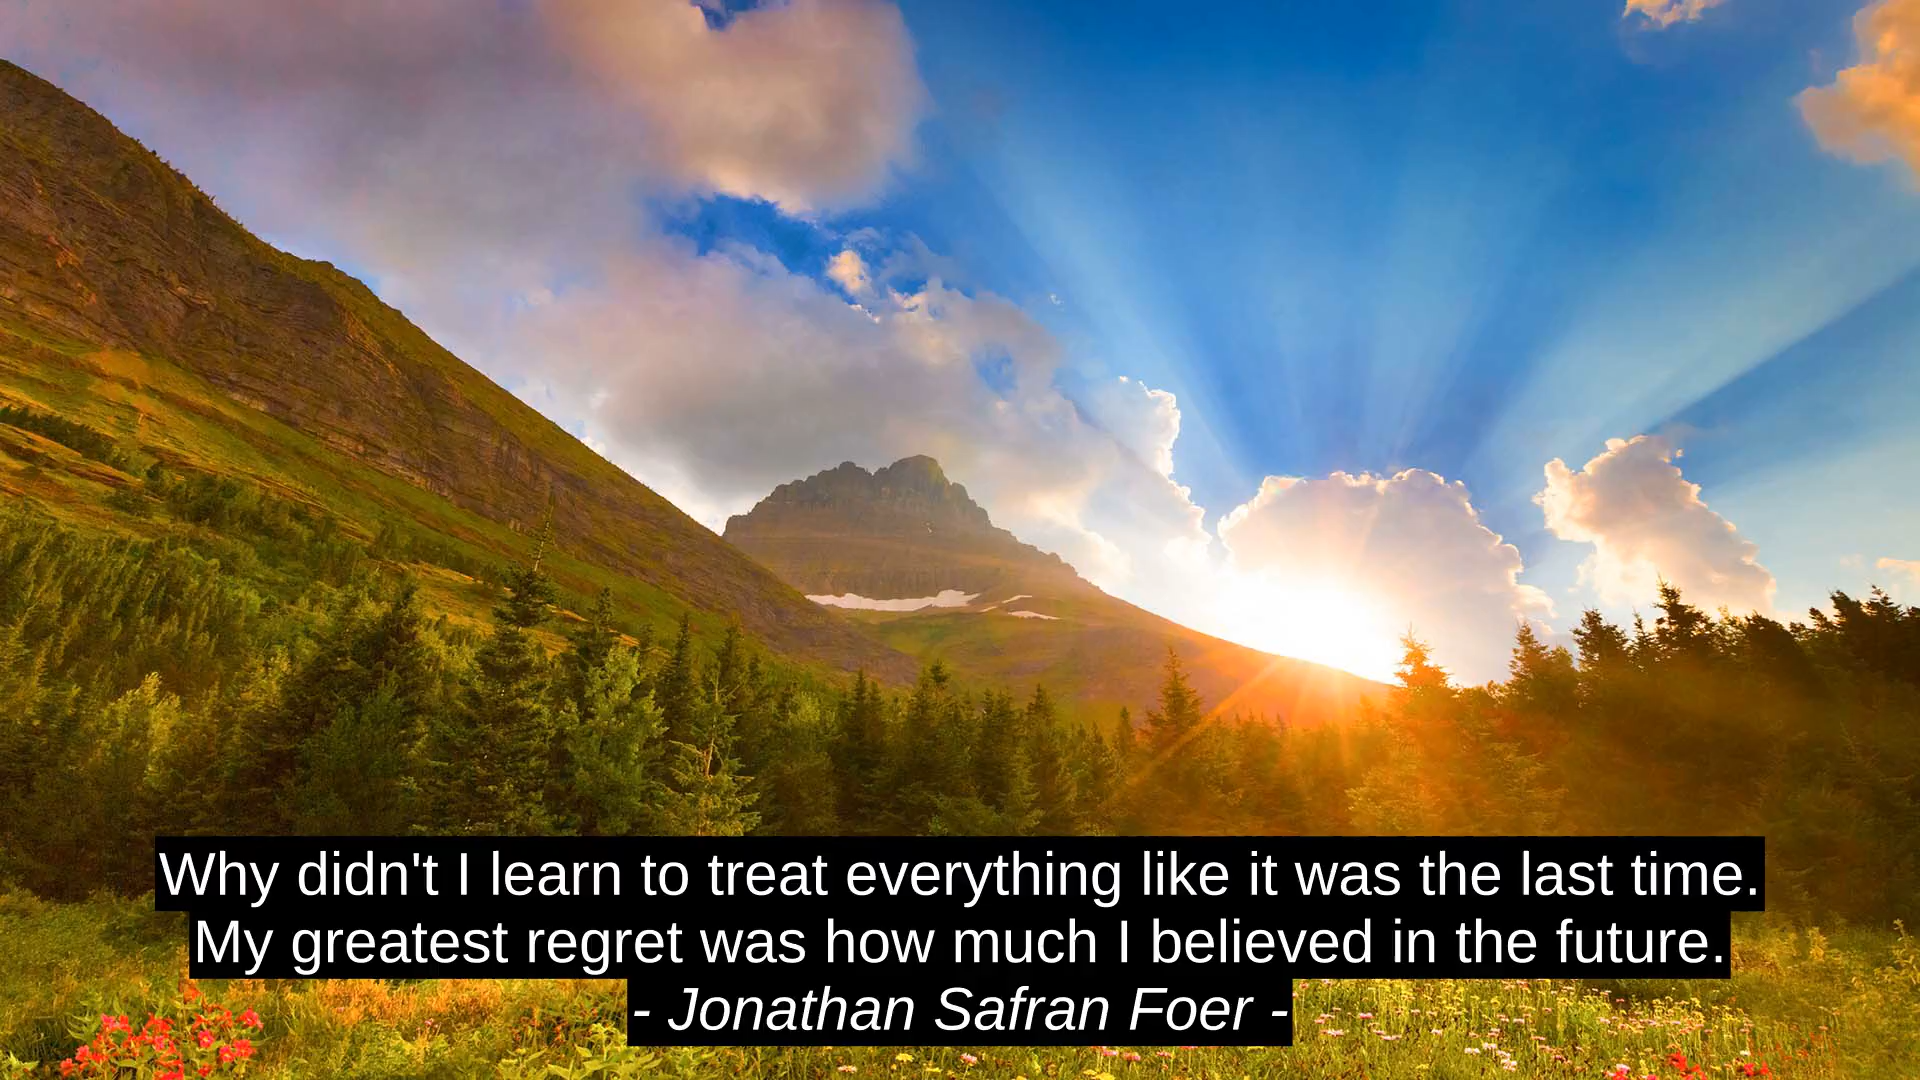 Why didn't I learn to treat everything like it was the last time.
My greatest regret was how much I believed in the future.
- Jonathan Safran Foer -